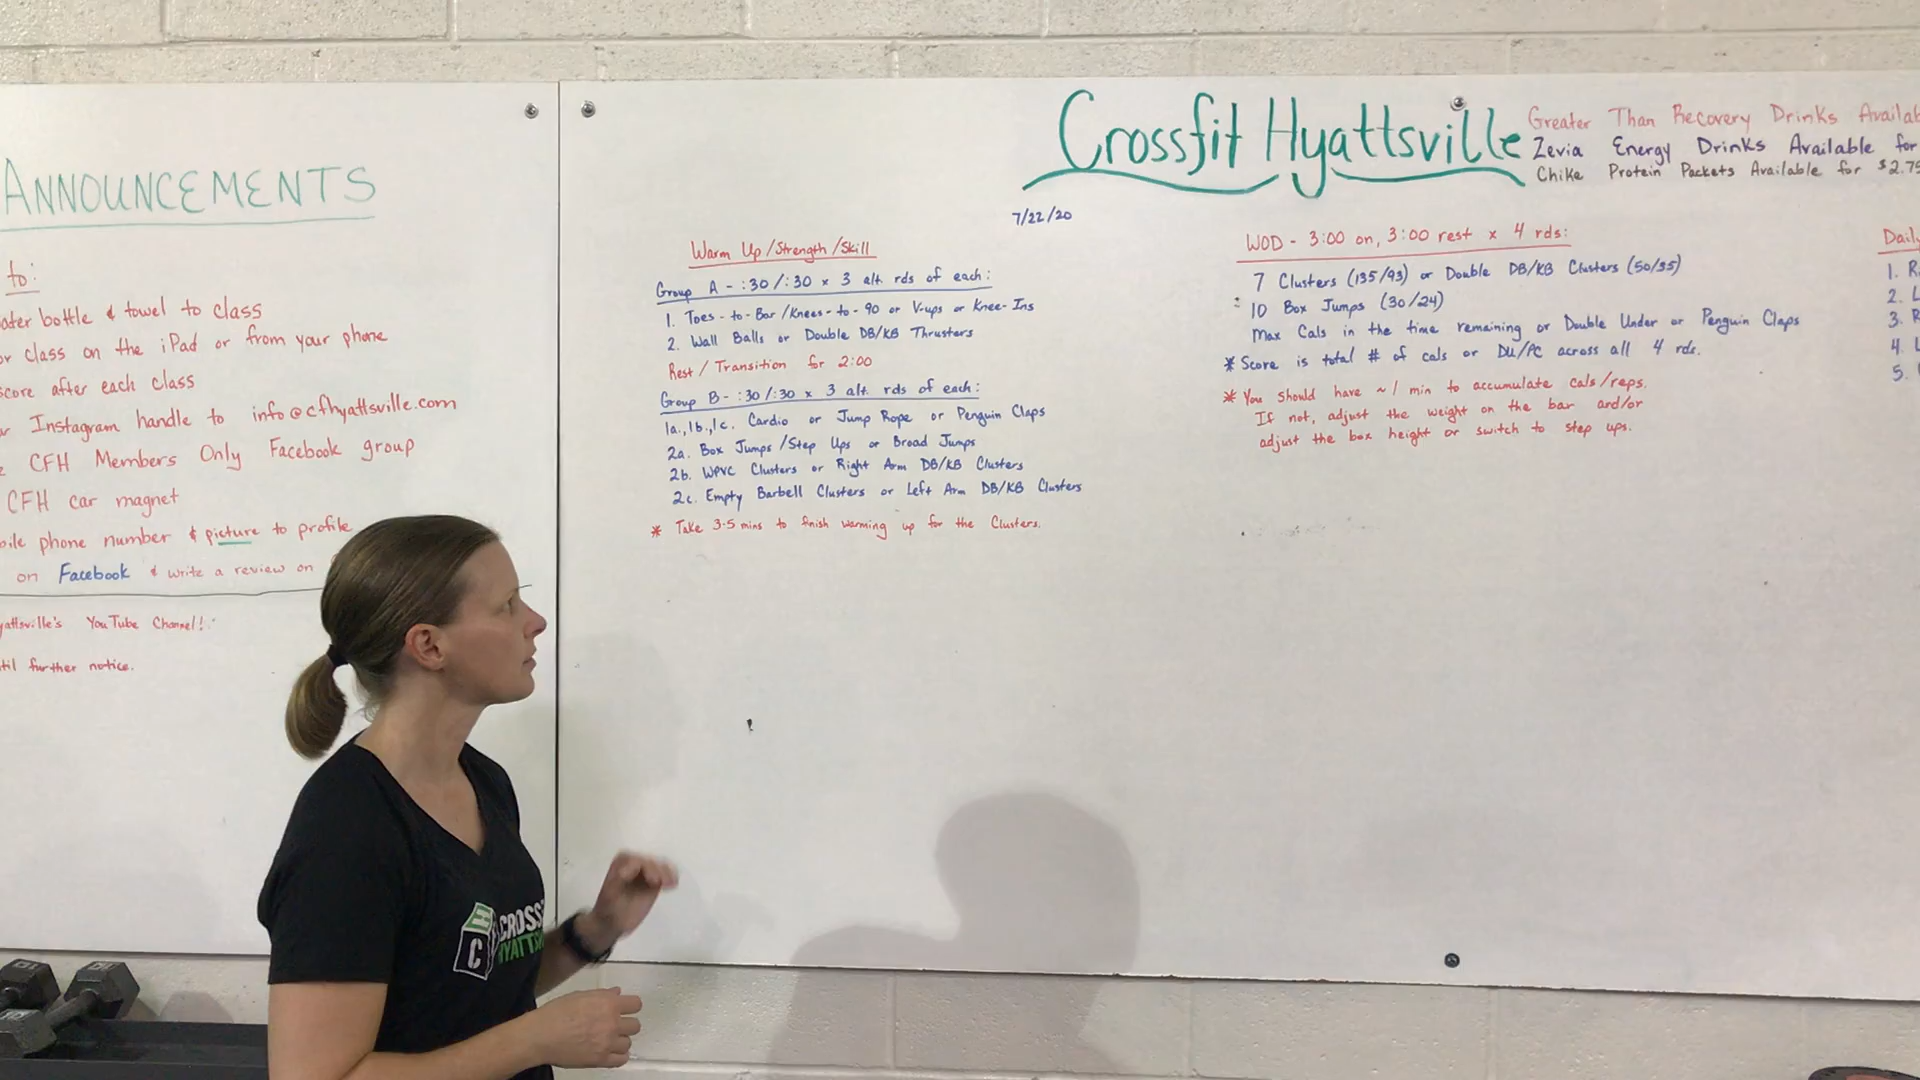 ANNOUNCEMENTS
to:
bottle & towel to class
class on the iPad or from your phone
score after each class
Instagram handle to info@cfhyattsville.com
CFH Members Only Facebook group
CFH car magnet
phone number & picture to profile
on Facebook & write a review on
YouTube Channel!
further notice.
Crossfit Hyattsville
Greater Than Recovery Drinks
Zevia Energy Drinks Available for
Chike Protein Packets Available for
7/22/20
Warm Up/Strength/Skill
Group A - :30/:30 x 3 alt. rds of each:
1. Toes-to-Bar/Knees-to-90 or V-ups or Knee-Ins
2. Wall Balls or Double DB/KB Thrusters
Rest/Transition for 2:00
Group B - :30/:30 x 3 alt. rds of each:
1a.,1b.,1c. Cardio or Jump Rope or Penguin Claps
2a. Box Jumps/Step Ups or Broad Jumps
2b. WPVC Clusters or Right Arm DB/KB Clusters
2c. Empty Barbell Clusters or Left Arm DB/KB Clusters
* Take 3-5 mins to finish warming up for the Clusters.
WOD - 3:00 on, 3:00 rest x 4 rds:
7 Clusters (135/93) or Double DB/KB Clusters (50/35)
10 Box Jumps (30/24)
Max Cals in the time remaining or Double Under or Penguin Claps
* Score is total # of cals or DU/PC across all 4 rds.
* You should have ~1 min to accumulate cals/reps.
If not, adjust the weight on the bar and/or
adjust the box height or switch to step ups.
Daily
1.
2.
3.
4.
5.
C